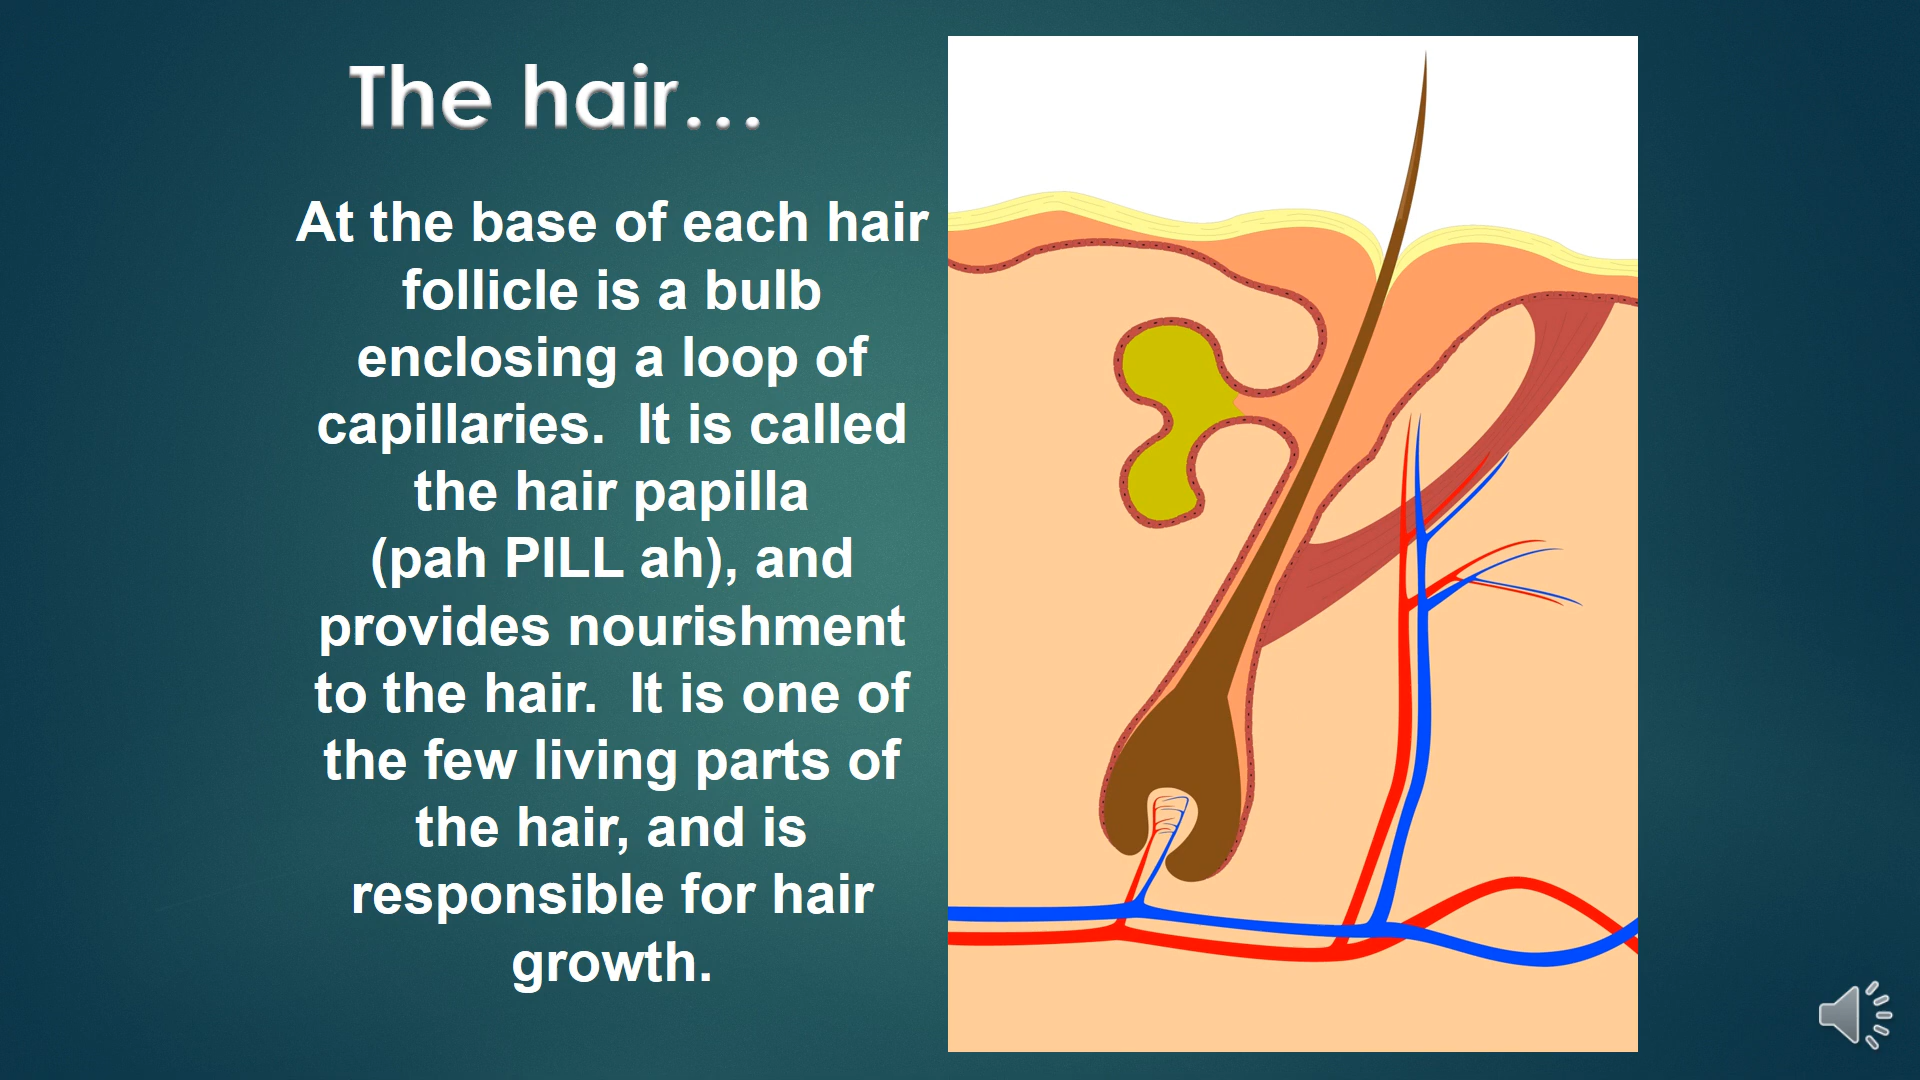 The hair…
At the base of each hair
follicle is a bulb
enclosing a loop of
capillaries.  It is called
the hair papilla
(pah PILL ah), and
provides nourishment
to the hair.  It is one of
the few living parts of
the hair, and is
responsible for hair
growth.